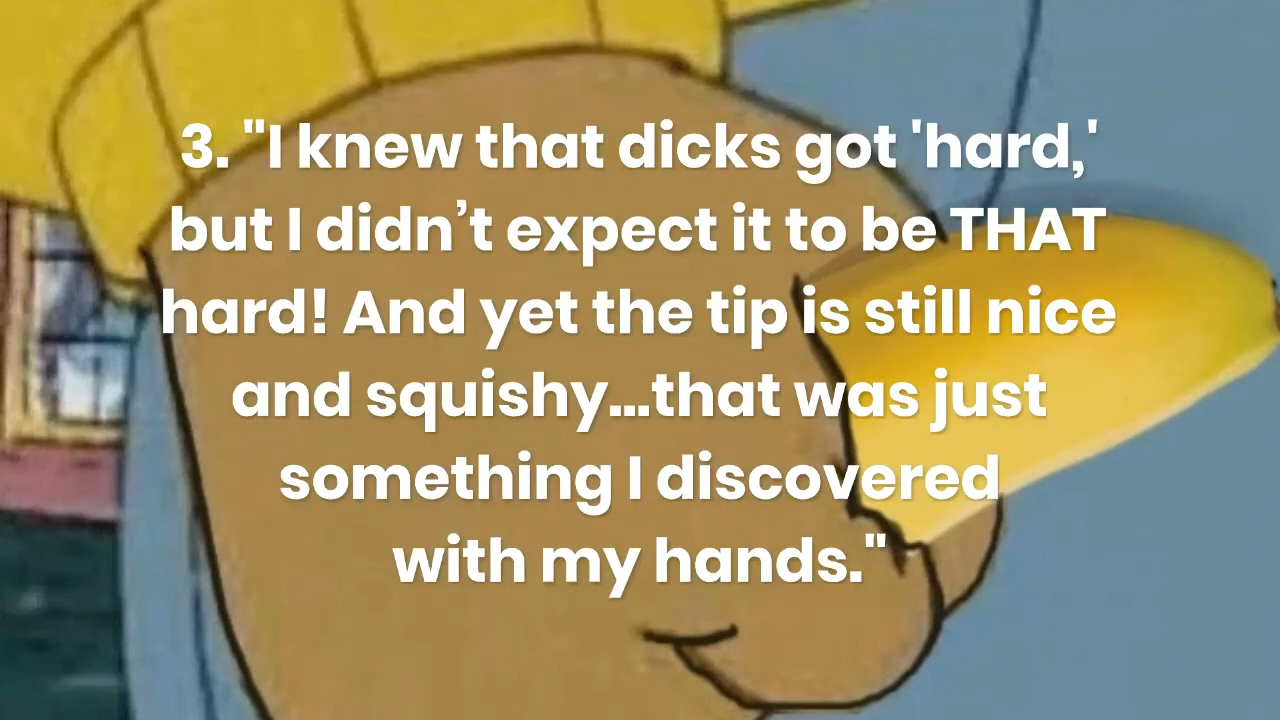 3. "I knew that dicks got 'hard,'
but I didn’t expect it to be THAT
hard! And yet the tip is still nice
and squishy...that was just
something I discovered
with my hands."